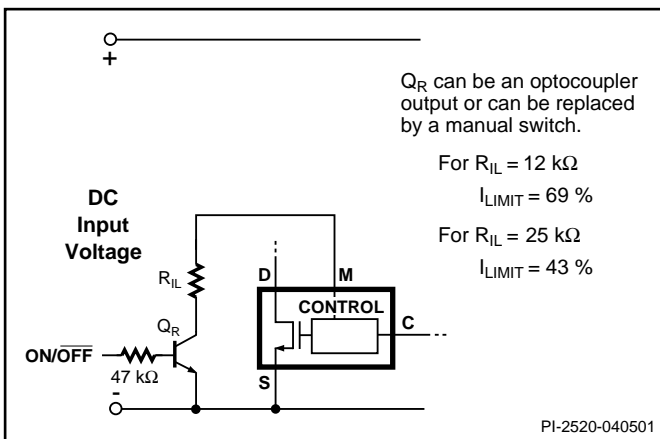 +
Q_R can be an optocoupler
output or can be replaced
by a manual switch.
For R_IL = 12 kΩ
I_LIMIT = 69 %
For R_IL = 25 kΩ
I_LIMIT = 43 %
DC
Input
Voltage
R_IL
D
M
CONTROL
C
Q_R
ON/O̅F̅F̅
47 kΩ
S
-
PI-2520-040501